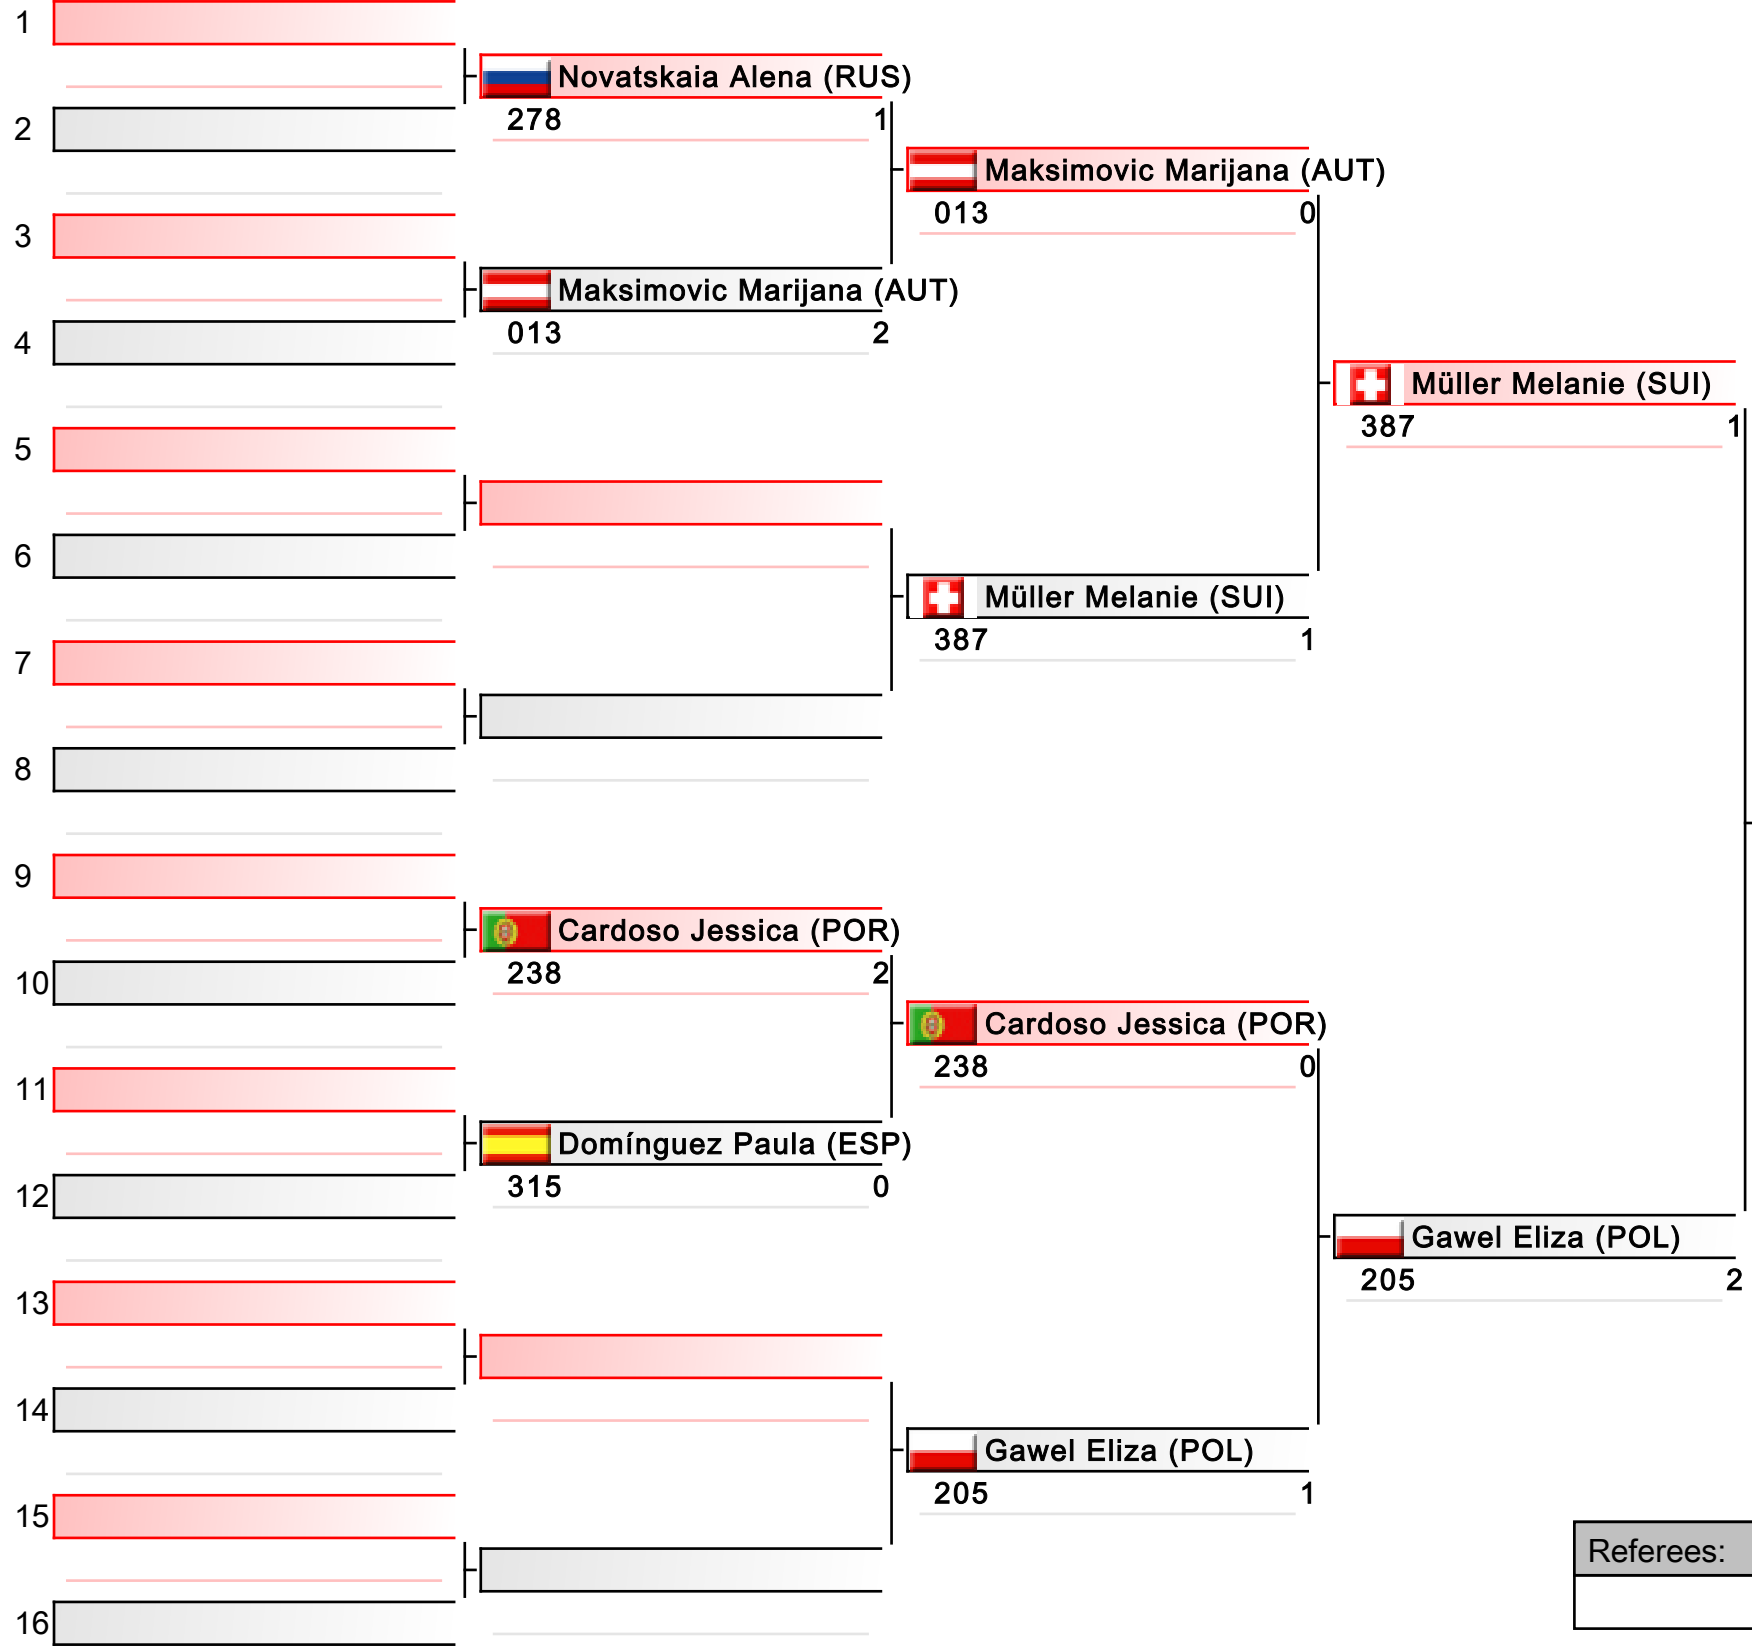 1
Novatskaia Alena (RUS)
278 1
2
Maksimovic Marijana (AUT)
013 0
3
Maksimovic Marijana (AUT)
013 2
4
Müller Melanie (SUI)
387 1
5
6
Müller Melanie (SUI)
387 1
7
8
9
Cardoso Jessica (POR)
238 2
10
Cardoso Jessica (POR)
238 0
11
Domínguez Paula (ESP)
315 0
12
Gawel Eliza (POL)
205 2
13
14
Gawel Eliza (POL)
205 1
15
Referees:
16